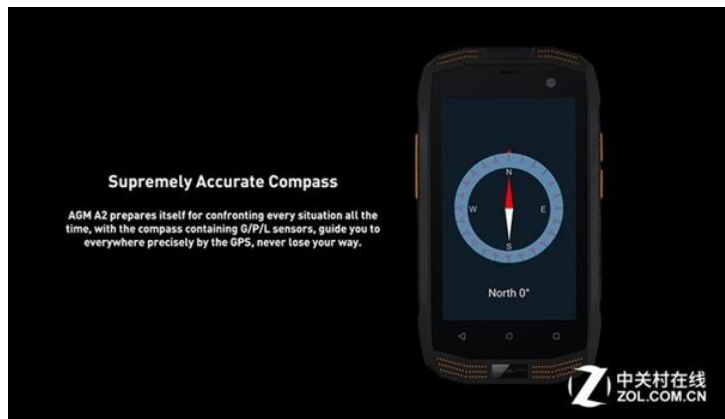 Supremely Accurate Compass
AGM A2 prepares itself for confronting every situation all the
time, with the compass containing G/P/L sensors, guide you to
everywhere precisely by the GPS, never lose your way.
N
W
E
S
North 0°
中关村在线
ZOL.COM.CN